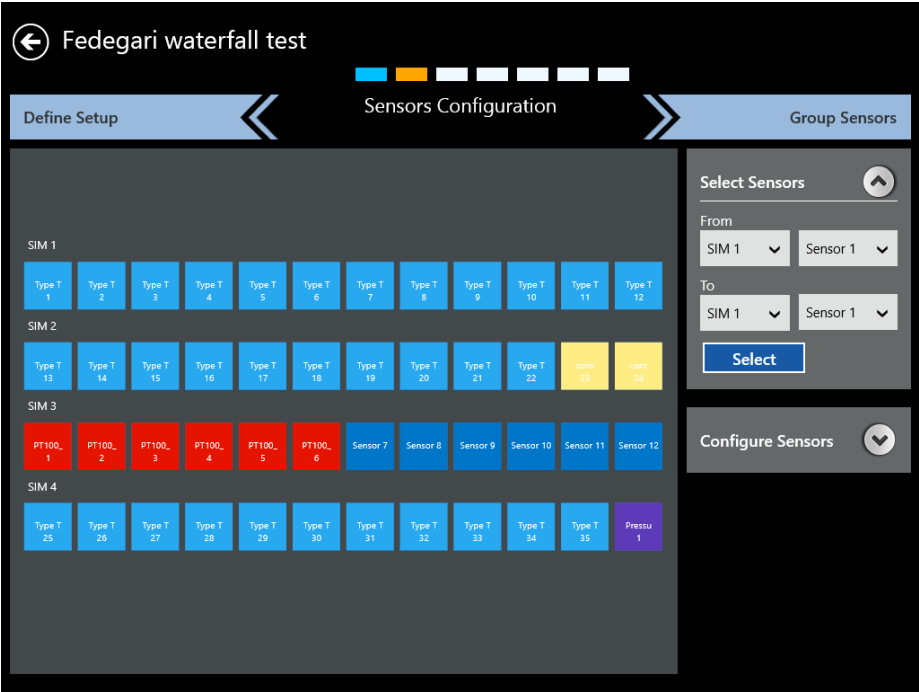 Fedegari waterfall test
Define Setup
Sensors Configuration
Group Sensors
Select Sensors
From
SIM 1 Sensor 1
To
SIM 1 Sensor 1
Select
Configure Sensors
SIM 1
Type T 1 Type T 2 Type T 3 Type T 4 Type T 5 Type T 6 Type T 7 Type T 8 Type T 9 Type T 10 Type T 11 Type T 12
SIM 2
Type T 13 Type T 14 Type T 15 Type T 16 Type T 17 Type T 18 Type T 19 Type T 20 Type T 21 Type T 22 cont 23 cont 24
SIM 3
PT100_ 1 PT100_ 2 PT100_ 3 PT100_ 4 PT100_ 5 PT100_ 6 Sensor 7 Sensor 8 Sensor 9 Sensor 10 Sensor 11 Sensor 12
SIM 4
Type T 25 Type T 26 Type T 27 Type T 28 Type T 29 Type T 30 Type T 31 Type T 32 Type T 33 Type T 34 Type T 35 Pressu 1